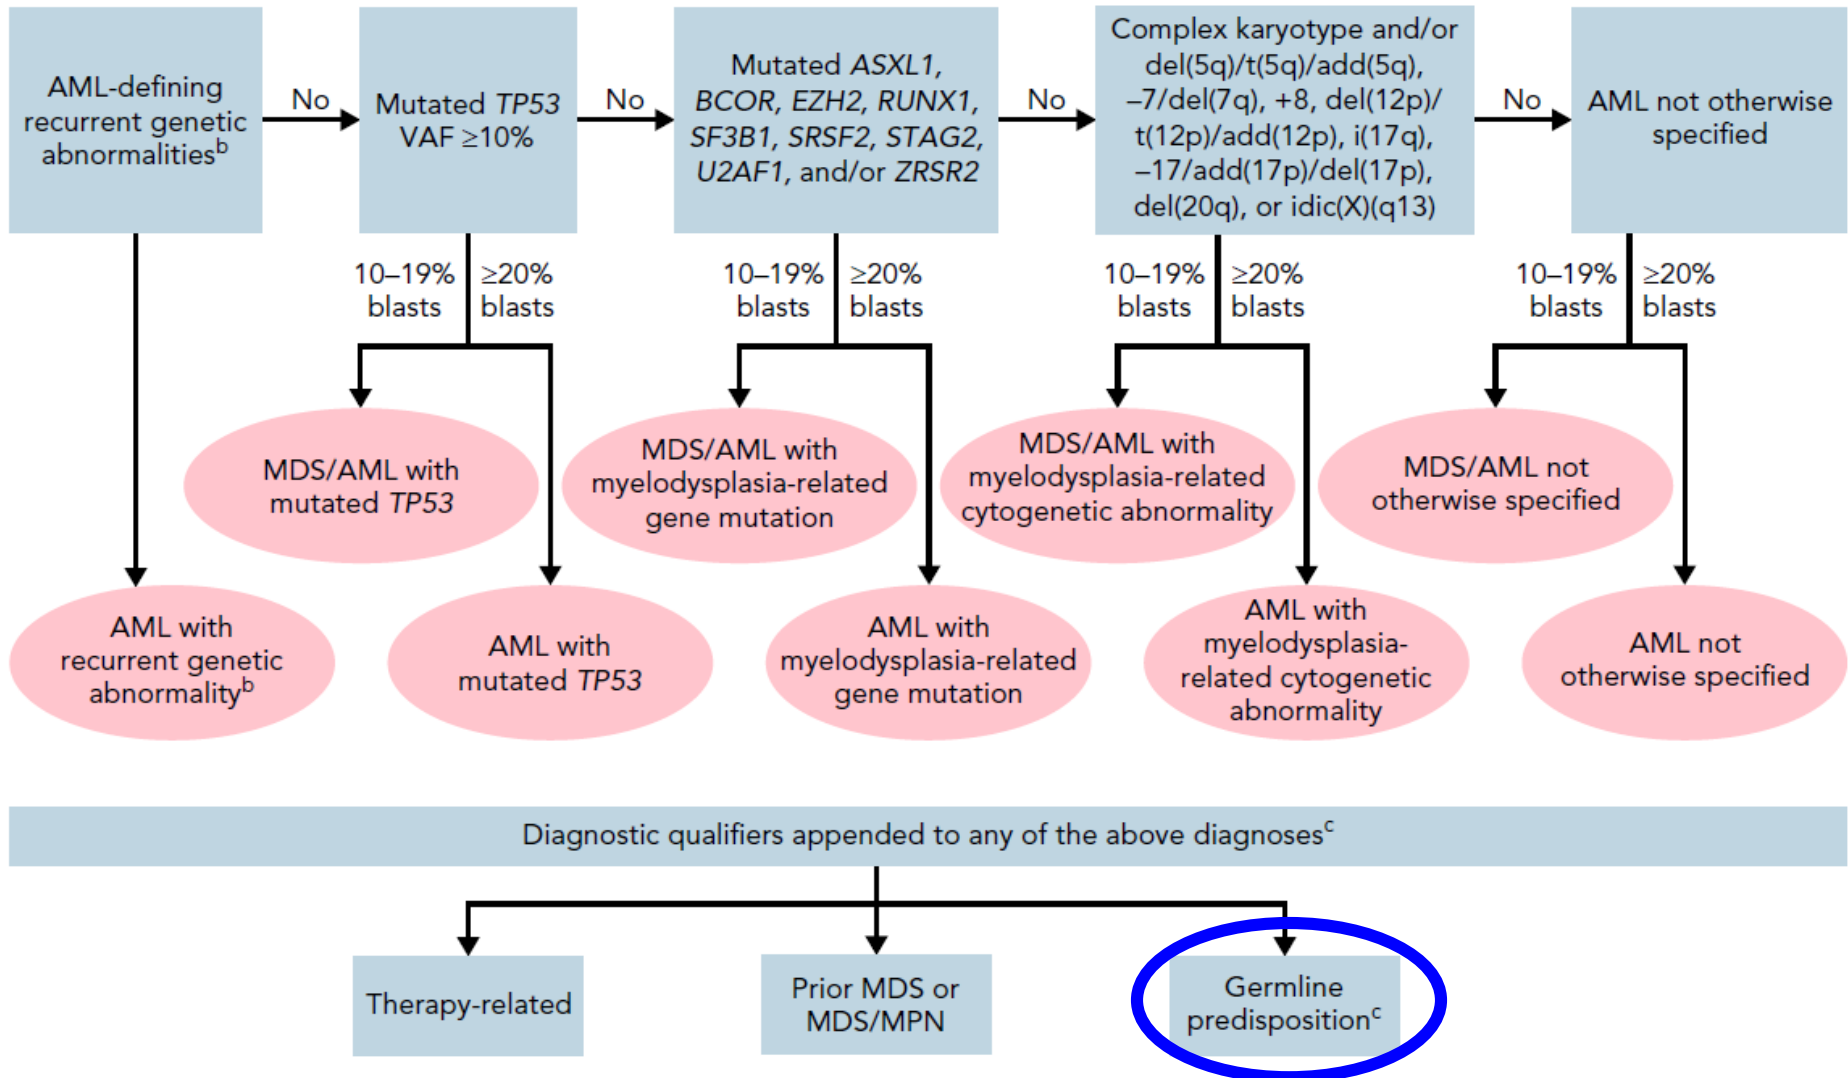 AML-defining
recurrent genetic
abnormalitiesᵇ
No
Mutated TP53
VAF ≥10%
No
Mutated ASXL1,
BCOR, EZH2, RUNX1,
SF3B1, SRSF2, STAG2,
U2AF1, and/or ZRSR2
No
Complex karyotype and/or
del(5q)/t(5q)/add(5q),
–7/del(7q), +8, del(12p)/
t(12p)/add(12p), i(17q),
–17/add(17p)/del(17p),
del(20q), or idic(X)(q13)
No
AML not otherwise
specified
10–19%
blasts
≥20%
blasts
10–19%
blasts
≥20%
blasts
10–19%
blasts
≥20%
blasts
10–19%
blasts
≥20%
blasts
MDS/AML with
mutated TP53
MDS/AML with
myelodysplasia-related
gene mutation
MDS/AML with
myelodysplasia-related
cytogenetic abnormality
MDS/AML not
otherwise specified
AML with
recurrent genetic
abnormalityᵇ
AML with
mutated TP53
AML with
myelodysplasia-related
gene mutation
AML with
myelodysplasia-
related cytogenetic
abnormality
AML not
otherwise specified
Diagnostic qualifiers appended to any of the above diagnosesᶜ
Therapy-related
Prior MDS or
MDS/MPN
Germline
predispositionᶜ